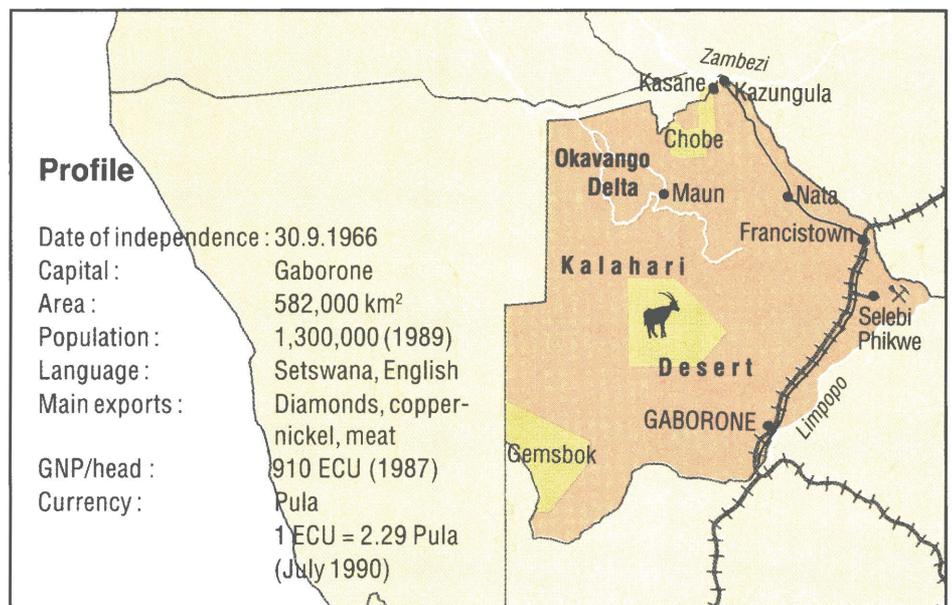 Profile
Date of independence : 30.9.1966
Capital : Gaborone
Area : 582,000 km²
Population : 1,300,000 (1989)
Language : Setswana, English
Main exports : Diamonds, copper-
nickel, meat
GNP/head : 910 ECU (1987)
Currency : Pula
1 ECU = 2.29 Pula
(July 1990)
Zambezi
Kasane
Kazungula
Chobe
Okavango
Delta
Maun
Nata
Francistown
Kalahari
Selebi
Phikwe
Desert
Limpopo
GABORONE
Gemsbok